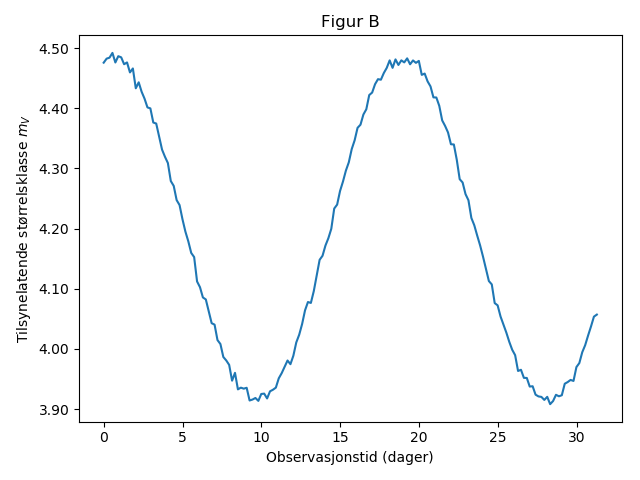 Figur B
Tilsynelatende størrelsklasse $m_V$
4.50
4.40
4.30
4.20
4.10
4.00
3.90
0 5 10 15 20 25 30
Observasjonstid (dager)